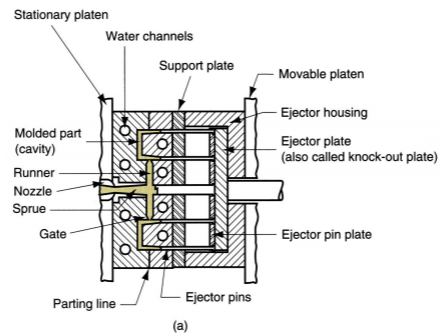 Stationary platen
Water channels
Support plate
Movable platen
Ejector housing
Molded part
(cavity)
Ejector plate
(also called knock-out plate)
Runner
Nozzle
Sprue
Gate
Ejector pin plate
Parting line
Ejector pins
(a)